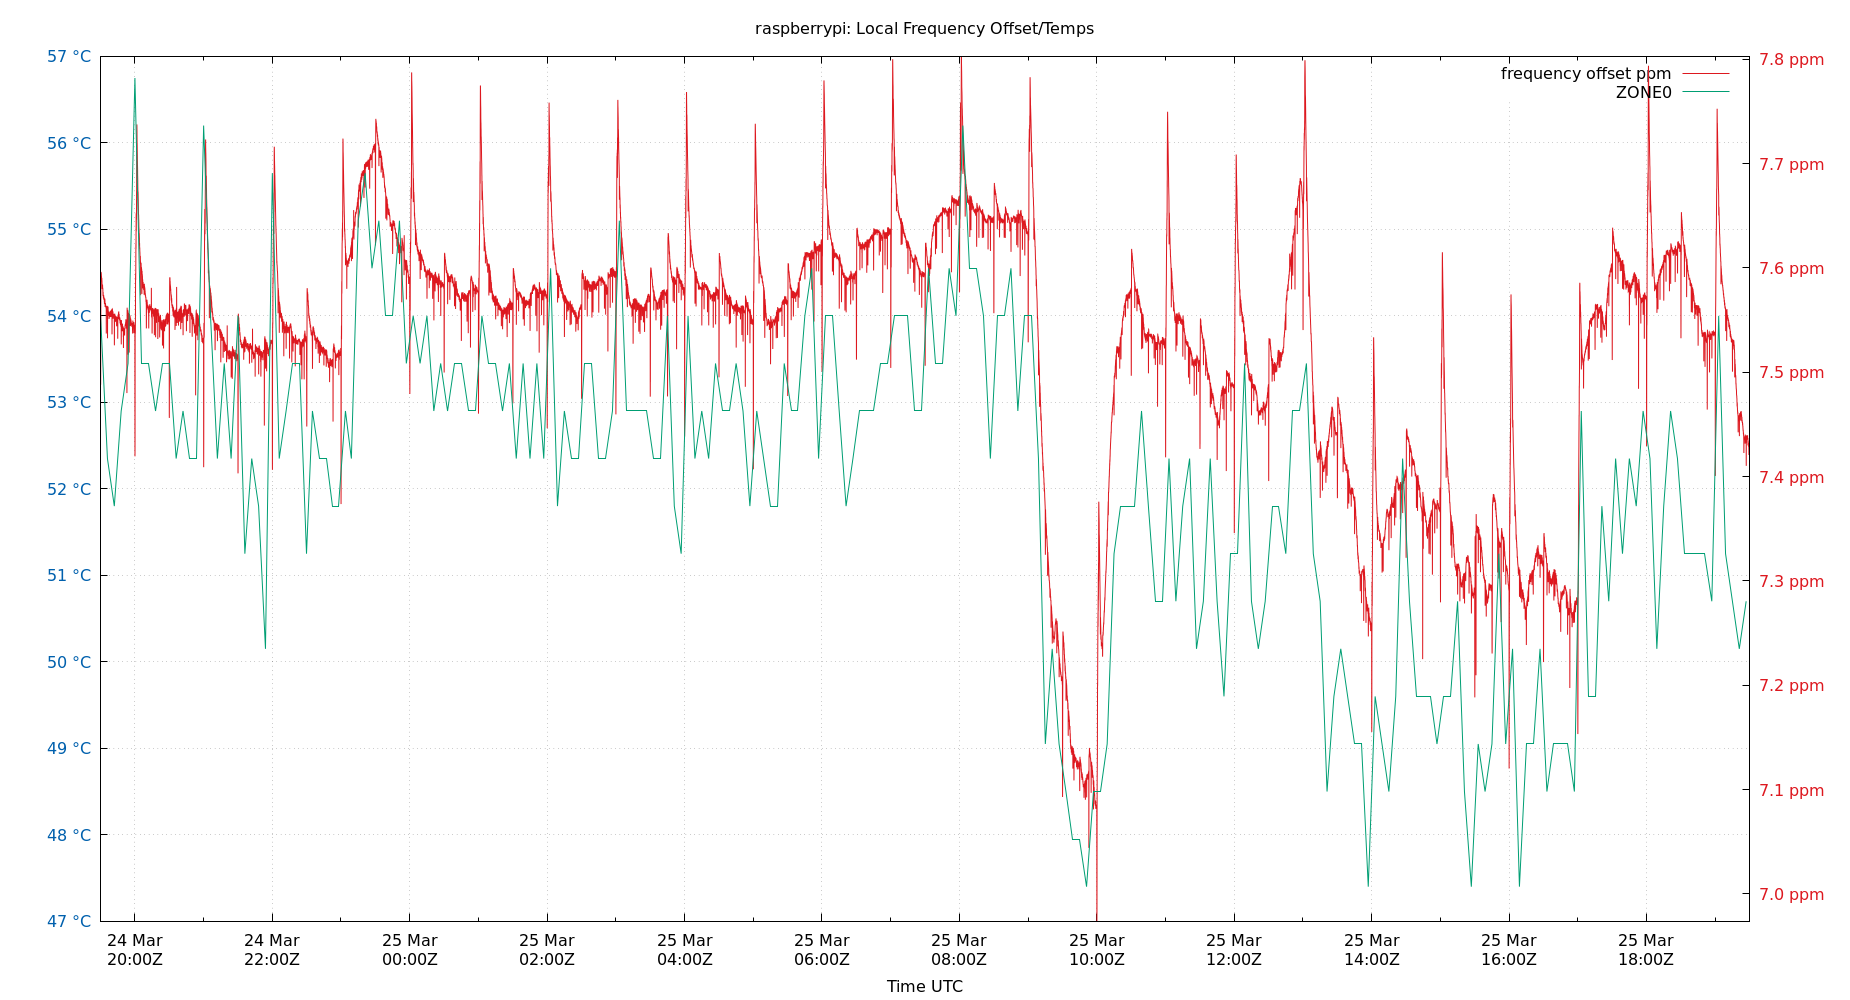 raspberrypi: Local Frequency Offset/Temps
57 °C
56 °C
55 °C
54 °C
53 °C
52 °C
51 °C
50 °C
49 °C
48 °C
47 °C
frequency offset ppm
ZONE0
7.8 ppm
7.7 ppm
7.6 ppm
7.5 ppm
7.4 ppm
7.3 ppm
7.2 ppm
7.1 ppm
7.0 ppm
24 Mar 24 Mar 25 Mar 25 Mar 25 Mar 25 Mar 25 Mar 25 Mar 25 Mar 25 Mar 25 Mar 25 Mar
20:00Z 22:00Z 00:00Z 02:00Z 04:00Z 06:00Z 08:00Z 10:00Z 12:00Z 14:00Z 16:00Z 18:00Z
Time UTC